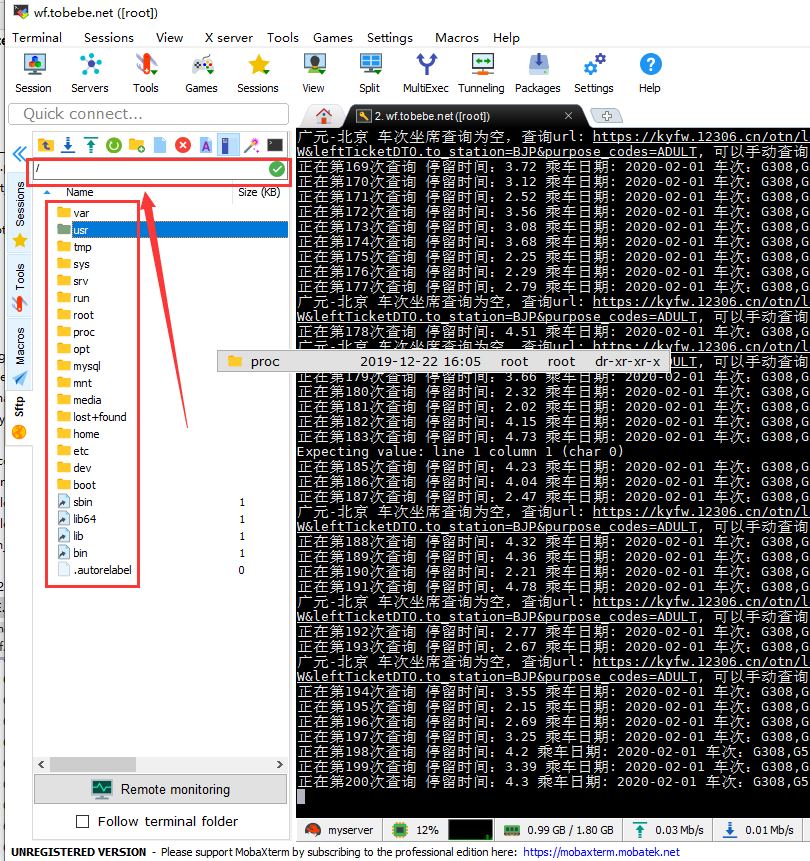 wf.tobebe.net ([root])
Terminal Sessions View X server Tools Games Settings Macros Help
Session Servers Tools Games Sessions View Split MultiExec Tunneling Packages Settings Help
Quick connect...
2. wf.tobebe.net ([root])
/
Name Size (KB)
Sessions
Tools
Macros
Sftp
var
usr
tmp
sys
srv
run
root
proc
opt
mysql
mnt
media
lost+found
home
etc
dev
boot
sbin 1
lib64 1
lib 1
bin 1
.autorelabel 0
proc 2019-12-22 16:05 root root dr-xr-xr-x
Remote monitoring
Follow terminal folder
广元-北京 车次坐席查询为空，查询url: https://kyfw.12306.cn/otn/l
W&leftTicketDTO.to_station=BJP&purpose_codes=ADULT, 可以手动查询
正在第169次查询 停留时间: 3.72 乘车日期: 2020-02-01 车次: G308,G
正在第170次查询 停留时间: 3.12 乘车日期: 2020-02-01 车次: G308,G
正在第171次查询 停留时间: 2.52 乘车日期: 2020-02-01 车次: G308,G
正在第172次查询 停留时间: 3.56 乘车日期: 2020-02-01 车次: G308,G
正在第173次查询 停留时间: 2.08 乘车日期: 2020-02-01 车次: G308,G
正在第174次查询 停留时间: 3.68 乘车日期: 2020-02-01 车次: G308,G
正在第175次查询 停留时间: 2.25 乘车日期: 2020-02-01 车次: G308,G
正在第176次查询 停留时间: 2.29 乘车日期: 2020-02-01 车次: G308,G
正在第177次查询 停留时间: 2.79 乘车日期: 2020-02-01 车次: G308,G
广元-北京 车次坐席查询为空，查询url: https://kyfw.12306.cn/otn/l
W&leftTicketDTO.to_station=BJP&purpose_codes=ADULT, 可以手动查询
正在第178次查询 停留时间: 4.51 乘车日期: 2020-02-01 车次: G308,G
广元-北京 车次坐席查询为空，查询url: https://kyfw.12306.cn/otn/l
ULT, 可以手动查询
正在第179次查询 停留时间: 3.66 乘车日期: 2020-02-01 车次: G308,G
正在第180次查询 停留时间: 2.32 乘车日期: 2020-02-01 车次: G308,G
正在第181次查询 停留时间: 2.02 乘车日期: 2020-02-01 车次: G308,G
正在第182次查询 停留时间: 4.15 乘车日期: 2020-02-01 车次: G308,G
正在第183次查询 停留时间: 4.73 乘车日期: 2020-02-01 车次: G308,G
Expecting value: line 1 column 1 (char 0)
正在第185次查询 停留时间: 4.23 乘车日期: 2020-02-01 车次: G308,G
正在第186次查询 停留时间: 4.04 乘车日期: 2020-02-01 车次: G308,G
正在第187次查询 停留时间: 2.47 乘车日期: 2020-02-01 车次: G308,G
广元-北京 车次坐席查询为空，查询url: https://kyfw.12306.cn/otn/l
W&leftTicketDTO.to_station=BJP&purpose_codes=ADULT, 可以手动查询
正在第188次查询 停留时间: 4.32 乘车日期: 2020-02-01 车次: G308,G
正在第189次查询 停留时间: 4.36 乘车日期: 2020-02-01 车次: G308,G
正在第190次查询 停留时间: 2.21 乘车日期: 2020-02-01 车次: G308,G
正在第191次查询 停留时间: 4.78 乘车日期: 2020-02-01 车次: G308,G
广元-北京 车次坐席查询为空，查询url: https://kyfw.12306.cn/otn/l
W&leftTicketDTO.to_station=BJP&purpose_codes=ADULT, 可以手动查询
正在第192次查询 停留时间: 2.77 乘车日期: 2020-02-01 车次: G308,G
正在第193次查询 停留时间: 2.67 乘车日期: 2020-02-01 车次: G308,G
广元-北京 车次坐席查询为空，查询url: https://kyfw.12306.cn/otn/l
W&leftTicketDTO.to_station=BJP&purpose_codes=ADULT, 可以手动查询
正在第194次查询 停留时间: 3.55 乘车日期: 2020-02-01 车次: G308,G
正在第195次查询 停留时间: 2.15 乘车日期: 2020-02-01 车次: G308,G
正在第196次查询 停留时间: 2.69 乘车日期: 2020-02-01 车次: G308,G
正在第197次查询 停留时间: 3.25 乘车日期: 2020-02-01 车次: G308,G
正在第198次查询 停留时间: 4.2 乘车日期: 2020-02-01 车次: G308,G5
正在第199次查询 停留时间: 3.39 乘车日期: 2020-02-01 车次: G308,G
正在第200次查询 停留时间: 4.3 乘车日期: 2020-02-01 车次: G308,G5
myserver 12% 0.99 GB / 1.80 GB 0.03 Mb/s 0.01 Mb/s
UNREGISTERED VERSION - Please support MobaXterm by subscribing to the professional edition here: https://mobaxterm.mobatek.net